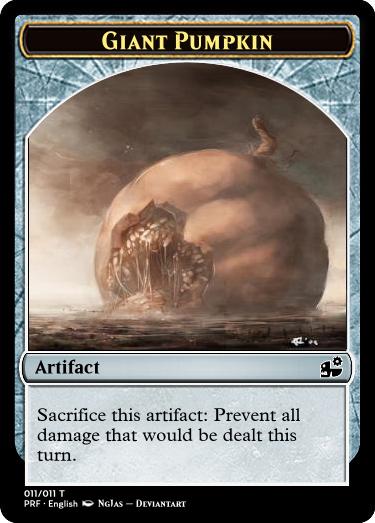 Giant Pumpkin
Artifact
Sacrifice this artifact: Prevent all
damage that would be dealt this
turn.
011/011 T
PRF • English NgJas – Deviantart